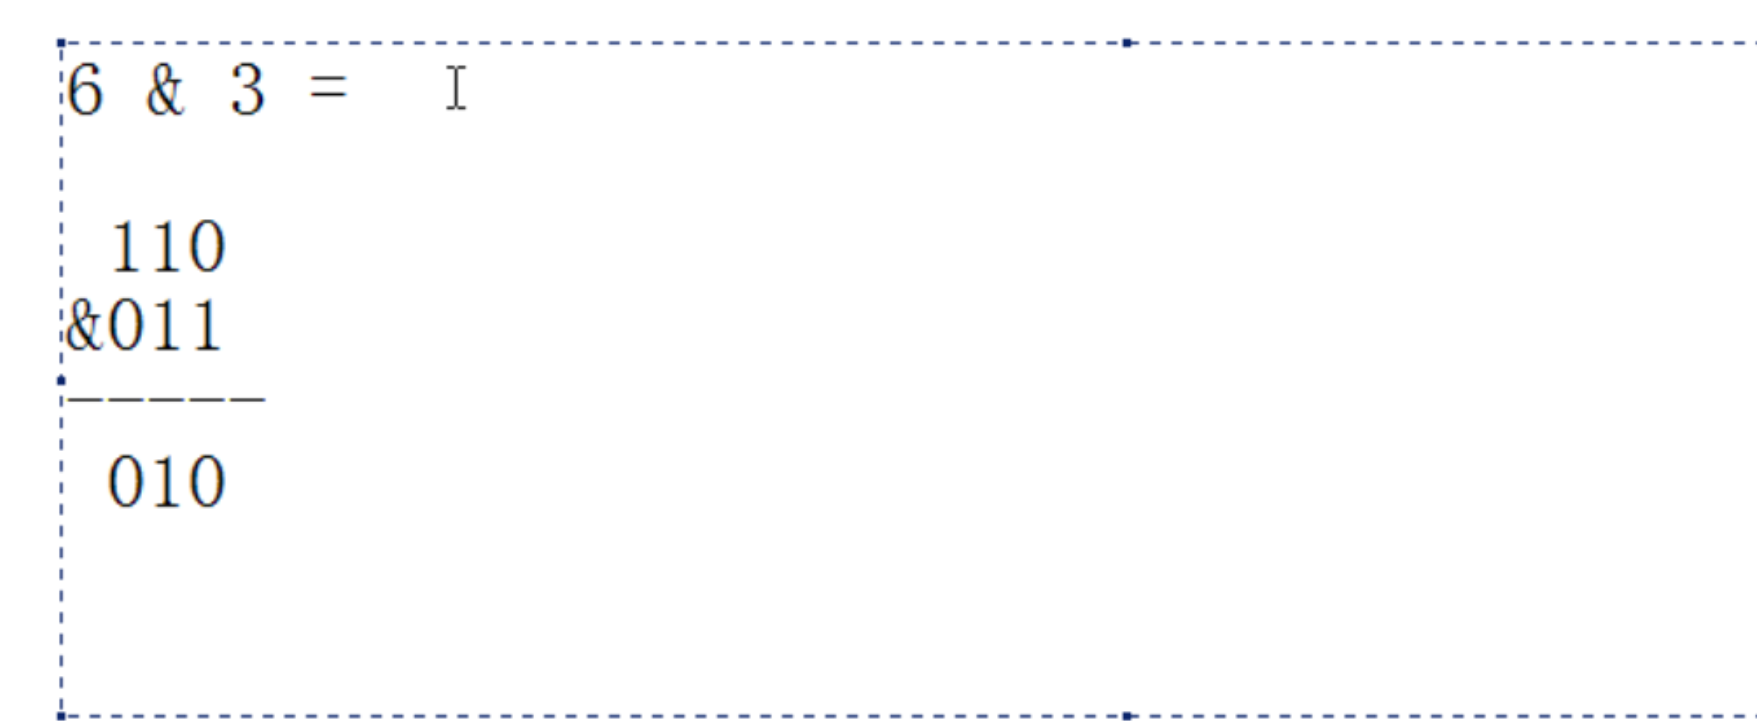 6 & 3 =
110
&011
-----
010